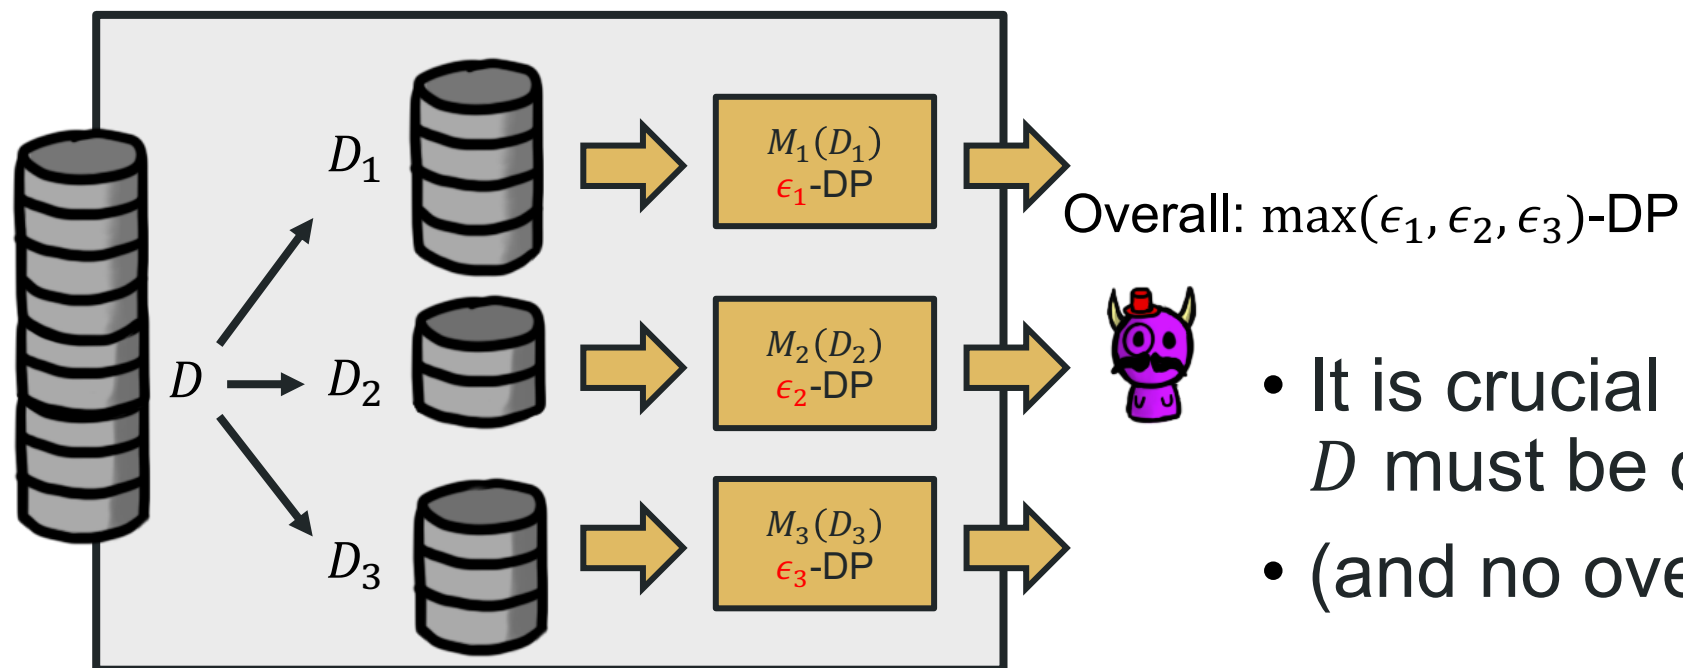 D
D₁
M₁(D₁)
ϵ₁-DP
D₂
M₂(D₂)
ϵ₂-DP
D₃
M₃(D₃)
ϵ₃-DP
Overall: max(ϵ₁, ϵ₂, ϵ₃)-DP
• It is crucial
D must be
• (and no